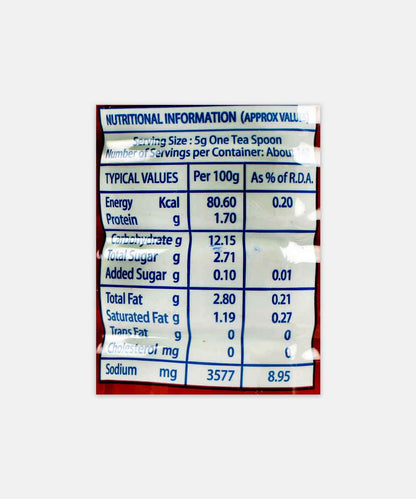 NUTRITIONAL INFORMATION (APPROX VALUE)
Serving Size : 5g One Tea Spoon
Number of Servings per Container: About
TYPICAL VALUES Per 100g As % of R.D.A.
Energy Kcal 80.60 0.20
Protein g 1.70
Carbohydrate g 12.15
Total Sugar g 2.71
Added Sugar g 0.10 0.01
Total Fat g 2.80 0.21
Saturated Fat g 1.19 0.27
Trans Fat g 0 0
Cholesterol mg 0 0
Sodium mg 3577 8.95